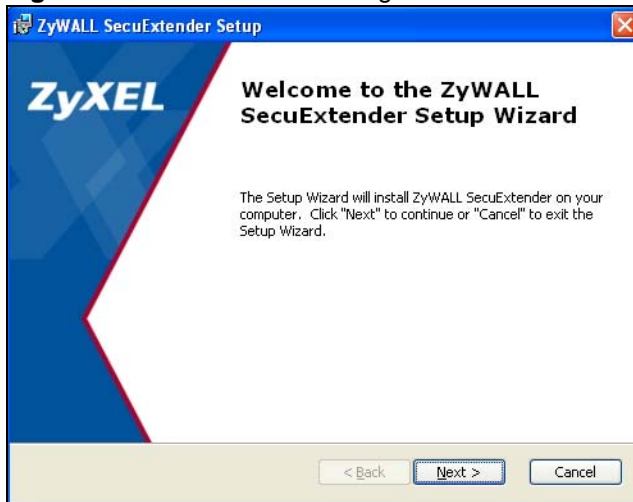 ZyWALL SecuExtender Setup
ZyXEL
Welcome to the ZyWALL
SecuExtender Setup Wizard
The Setup Wizard will install ZyWALL SecuExtender on your
computer. Click "Next" to continue or "Cancel" to exit the
Setup Wizard.
< Back
Next >
Cancel